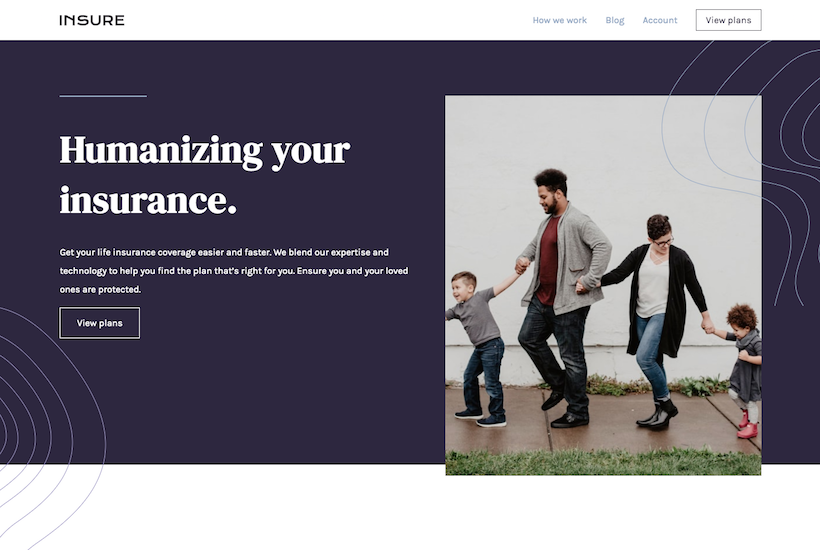 INSURE
How we work
Blog
Account
View plans
Humanizing your
insurance.
Get your life insurance coverage easier and faster. We blend our expertise and
technology to help you find the plan that's right for you. Ensure you and your loved
ones are protected.
View plans